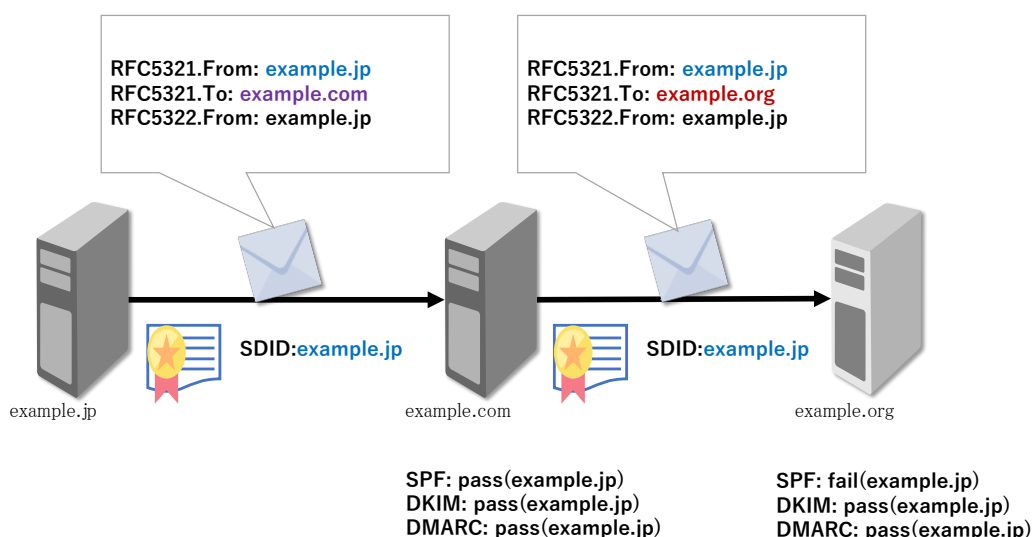 RFC5321.From: example.jp
RFC5321.To: example.com
RFC5322.From: example.jp
RFC5321.From: example.jp
RFC5321.To: example.org
RFC5322.From: example.jp
SDID:example.jp
SDID:example.jp
example.jp
example.com
example.org
SPF: pass(example.jp)
DKIM: pass(example.jp)
DMARC: pass(example.jp)
SPF: fail(example.jp)
DKIM: pass(example.jp)
DMARC: pass(example.jp)